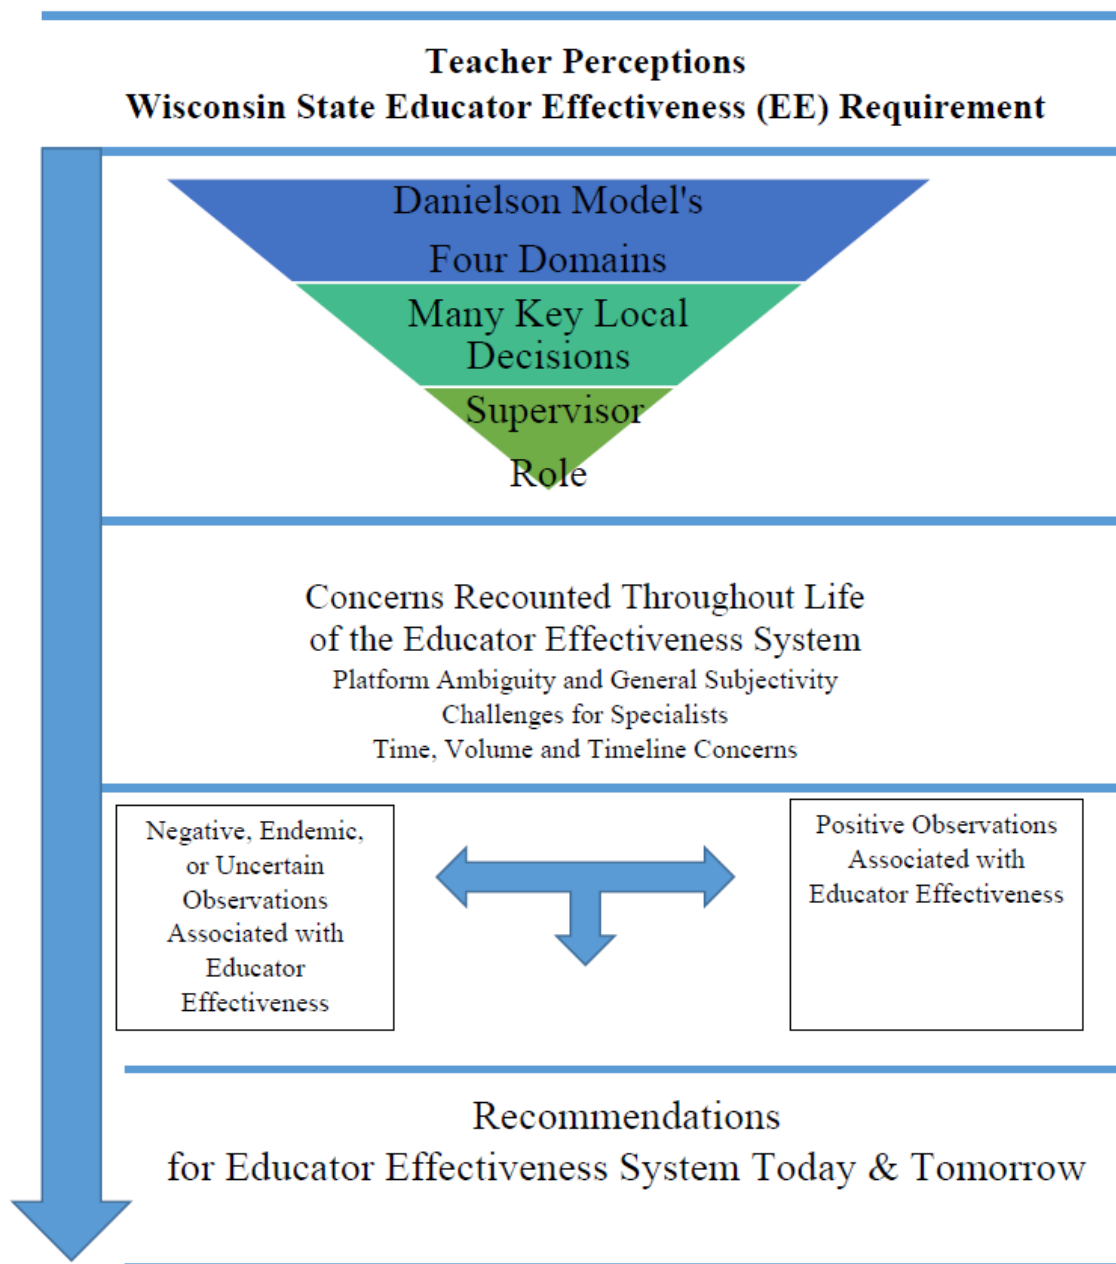 Teacher Perceptions
Wisconsin State Educator Effectiveness (EE) Requirement
Danielson Model's
Four Domains
Many Key Local
Decisions
Supervisor
Role
Concerns Recounted Throughout Life
of the Educator Effectiveness System
Platform Ambiguity and General Subjectivity
Challenges for Specialists
Time, Volume and Timeline Concerns
Negative, Endemic,
or Uncertain
Observations
Associated with
Educator
Effectiveness
Positive Observations
Associated with
Educator Effectiveness
Recommendations
for Educator Effectiveness System Today & Tomorrow